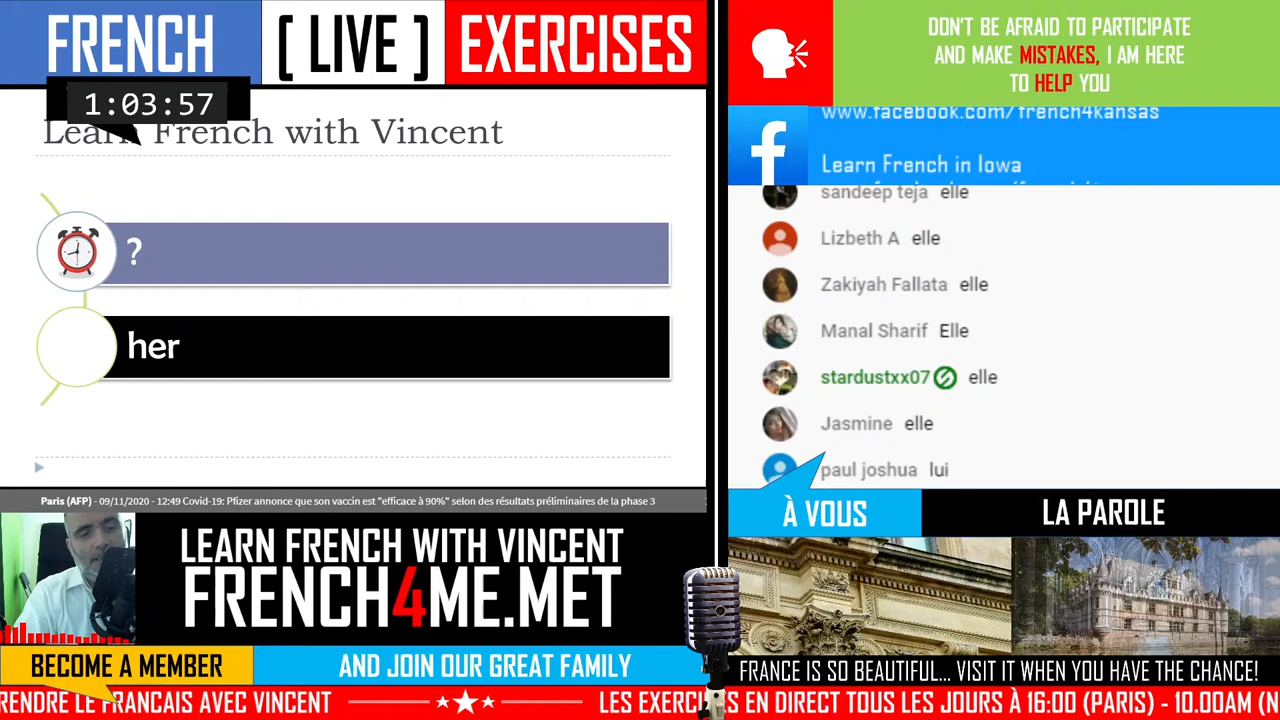 FRENCH [ LIVE ] EXERCISES
1:03:57
Learn French with Vincent
?
her
Paris (AFP) - 09/11/2020 - 12:49 Covid-19: Pfizer annonce que son vaccin est "efficace à 90%" selon des résultats préliminaires de la phase 3
LEARN FRENCH WITH VINCENT
FRENCH4ME.MET
BECOME A MEMBER
AND JOIN OUR GREAT FAMILY
DON'T BE AFRAID TO PARTICIPATE
AND MAKE MISTAKES, I AM HERE
TO HELP YOU
www.facebook.com/french4kansas
Learn French in Iowa
sandeep teja elle
Lizbeth A elle
Zakiyah Fallata elle
Manal Sharif Elle
stardustxx07 elle
Jasmine elle
paul joshua lui
À VOUS LA PAROLE
FRANCE IS SO BEAUTIFUL... VISIT IT WHEN YOU HAVE THE CHANCE!
RENDRE LE FRANCAIS AVEC VINCENT LES EXERCICES EN DIRECT TOUS LES JOURS À 16:00 (PARIS) - 10.00AM (N